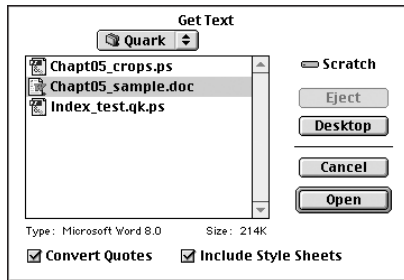 Get Text
Quark
Chapt05_crops.ps
Chapt05_sample.doc
Index_test.qk.ps
Scratch
Eject
Desktop
Cancel
Open
Type: Microsoft Word 8.0 Size: 214K
Convert Quotes Include Style Sheets